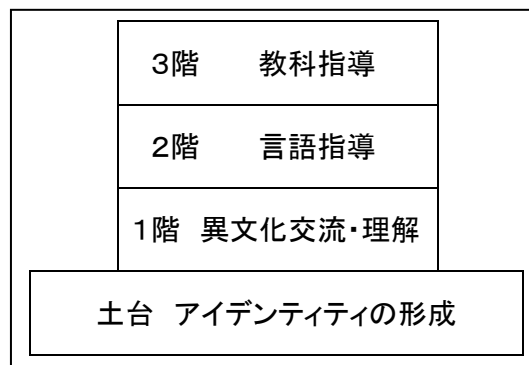 3階　　教科指導
2階　　言語指導
1階　異文化交流・理解
土台　アイデンティティの形成